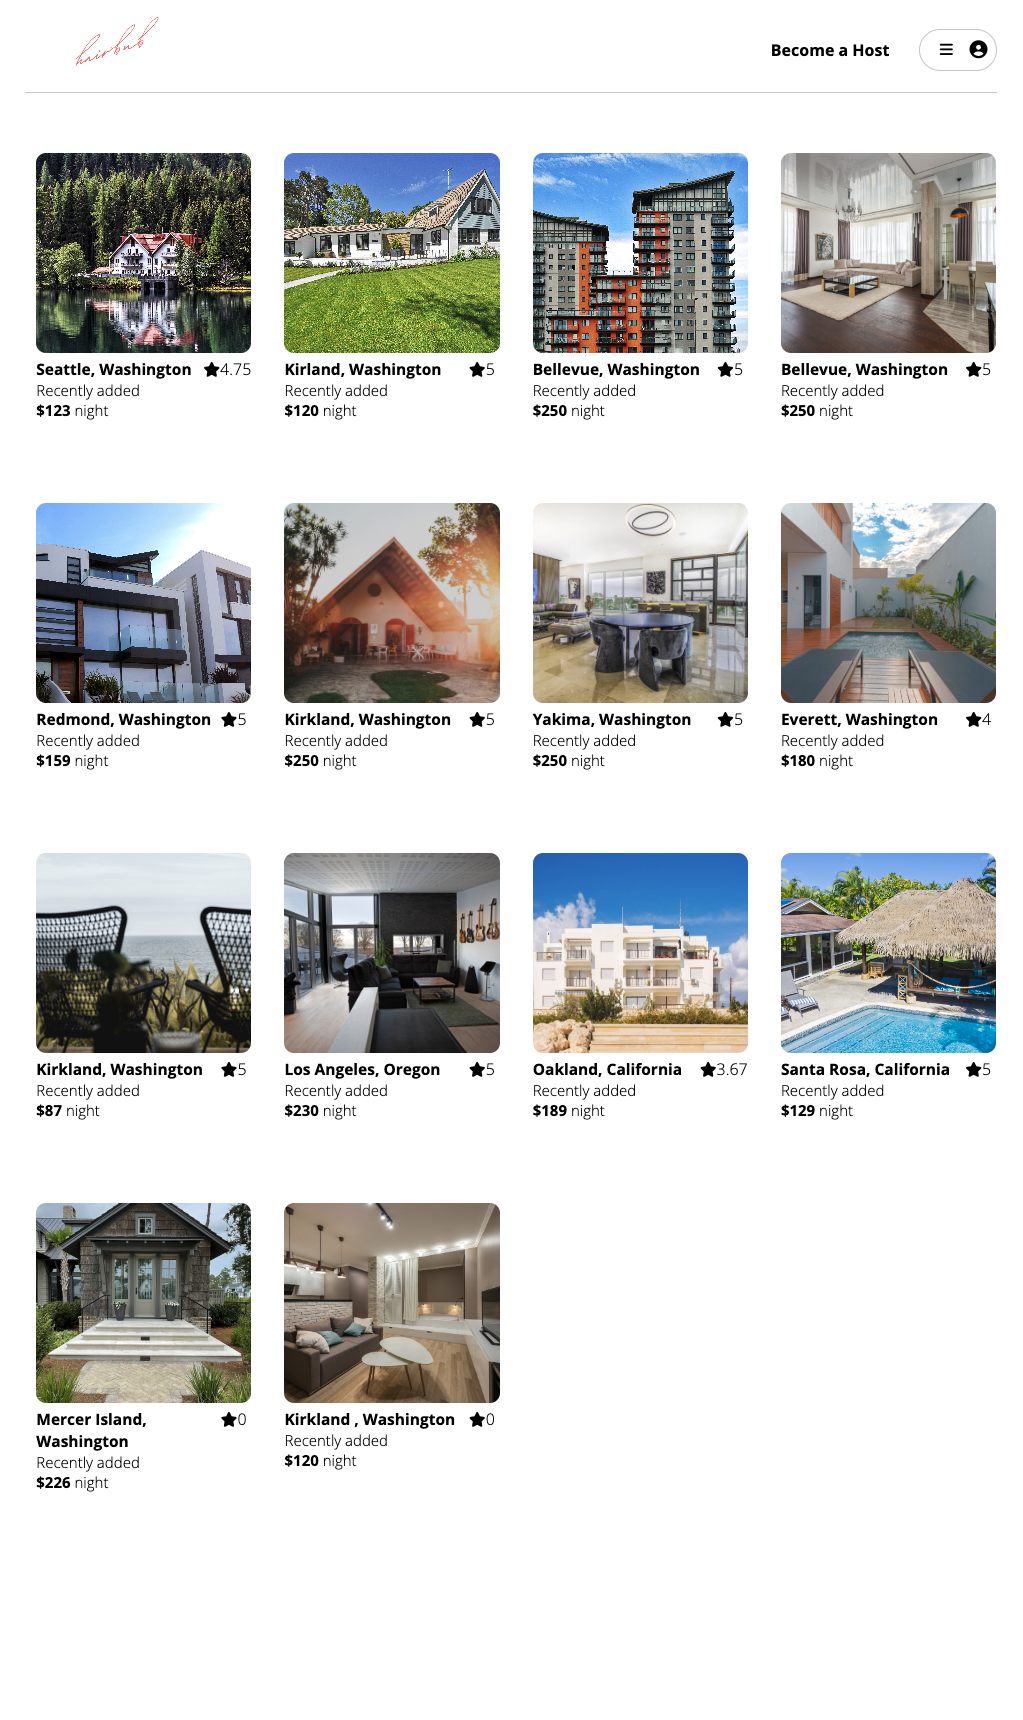 hairbnb
Become a Host
Seattle, Washington ★4.75
Recently added
$123 night
Kirland, Washington ★5
Recently added
$120 night
Bellevue, Washington ★5
Recently added
$250 night
Bellevue, Washington ★5
Recently added
$250 night
Redmond, Washington ★5
Recently added
$159 night
Kirkland, Washington ★5
Recently added
$250 night
Yakima, Washington ★5
Recently added
$250 night
Everett, Washington ★4
Recently added
$180 night
Kirkland, Washington ★5
Recently added
$87 night
Los Angeles, Oregon ★5
Recently added
$230 night
Oakland, California ★3.67
Recently added
$189 night
Santa Rosa, California ★5
Recently added
$129 night
Mercer Island, ★0
Washington
Recently added
$226 night
Kirkland , Washington ★0
Recently added
$120 night